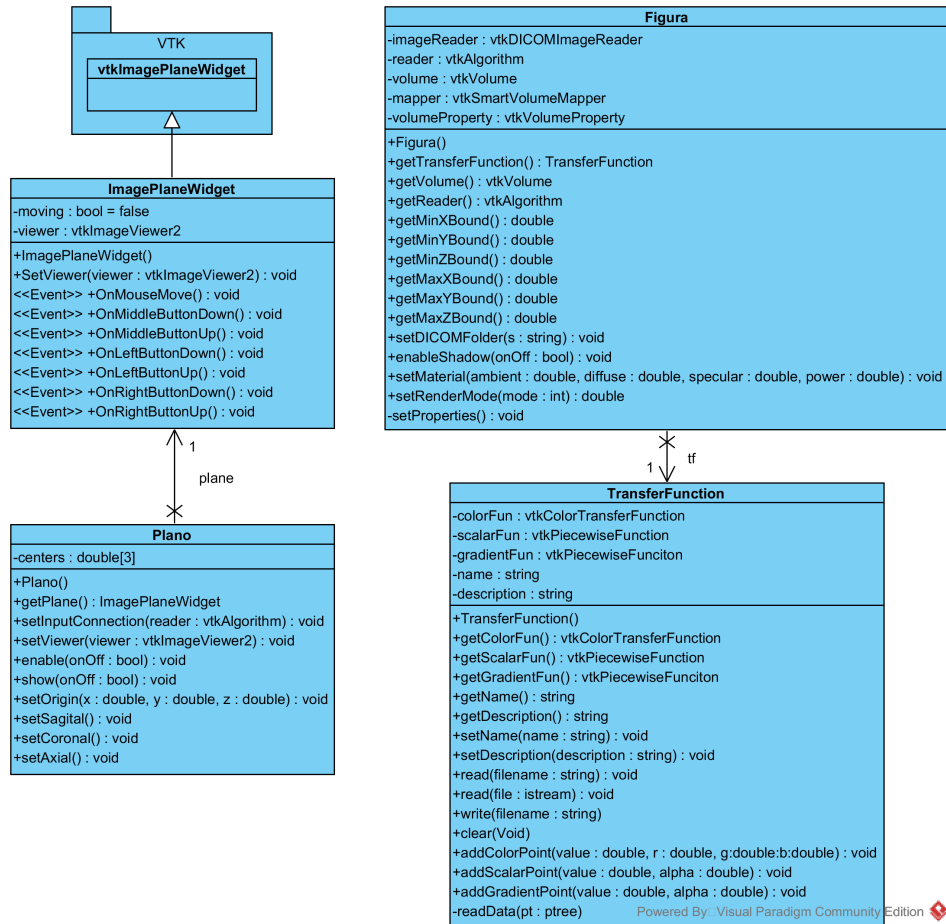 VTK
vtkImagePlaneWidget
ImagePlaneWidget
-moving : bool = false
-viewer : vtkImageViewer2
+ImagePlaneWidget()
+SetViewer(viewer : vtkImageViewer2) : void
<<Event>> +OnMouseMove() : void
<<Event>> +OnMiddleButtonDown() : void
<<Event>> +OnMiddleButtonUp() : void
<<Event>> +OnLeftButtonDown() : void
<<Event>> +OnLeftButtonUp() : void
<<Event>> +OnRightButtonDown() : void
<<Event>> +OnRightButtonUp() : void
1
plane
Plano
-centers : double[3]
+Plano()
+getPlane() : ImagePlaneWidget
+setInputConnection(reader : vtkAlgorithm) : void
+setViewer(viewer : vtkImageViewer2) : void
+enable(onOff : bool) : void
+show(onOff : bool) : void
+setOrigin(x : double, y : double, z : double) : void
+setSagital() : void
+setCoronal() : void
+setAxial() : void
Figura
-imageReader : vtkDICOMImageReader
-reader : vtkAlgorithm
-volume : vtkVolume
-mapper : vtkSmartVolumeMapper
-volumeProperty : vtkVolumeProperty
+Figura()
+getTransferFunction() : TransferFunction
+getVolume() : vtkVolume
+getReader() : vtkAlgorithm
+getMinXBound() : double
+getMinYBound() : double
+getMinZBound() : double
+getMaxXBound() : double
+getMaxYBound() : double
+getMaxZBound() : double
+setDICOMFolder(s : string) : void
+enableShadow(onOff : bool) : void
+setMaterial(ambient : double, diffuse : double, specular : double, power : double) : void
+setRenderMode(mode : int) : double
-setProperties() : void
tf
1
TransferFunction
-colorFun : vtkColorTransferFunction
-scalarFun : vtkPiecewiseFunction
-gradientFun : vtkPiecewiseFunciton
-name : string
-description : string
+TransferFunction()
+getColorFun() : vtkColorTransferFunction
+getScalarFun() : vtkPiecewiseFunction
+getGradientFun() : vtkPiecewiseFunciton
+getName() : string
+getDescription() : string
+setName(name : string) : void
+setDescription(description : string) : void
+read(filename : string) : void
+read(file : istream) : void
+write(filename : string)
+clear(Void)
+addColorPoint(value : double, r : double, g:double:b:double) : void
+addScalarPoint(value : double, alpha : double) : void
+addGradientPoint(value : double, alpha : double) : void
-readData(pt : ptree)
Powered By Visual Paradigm Community Edition